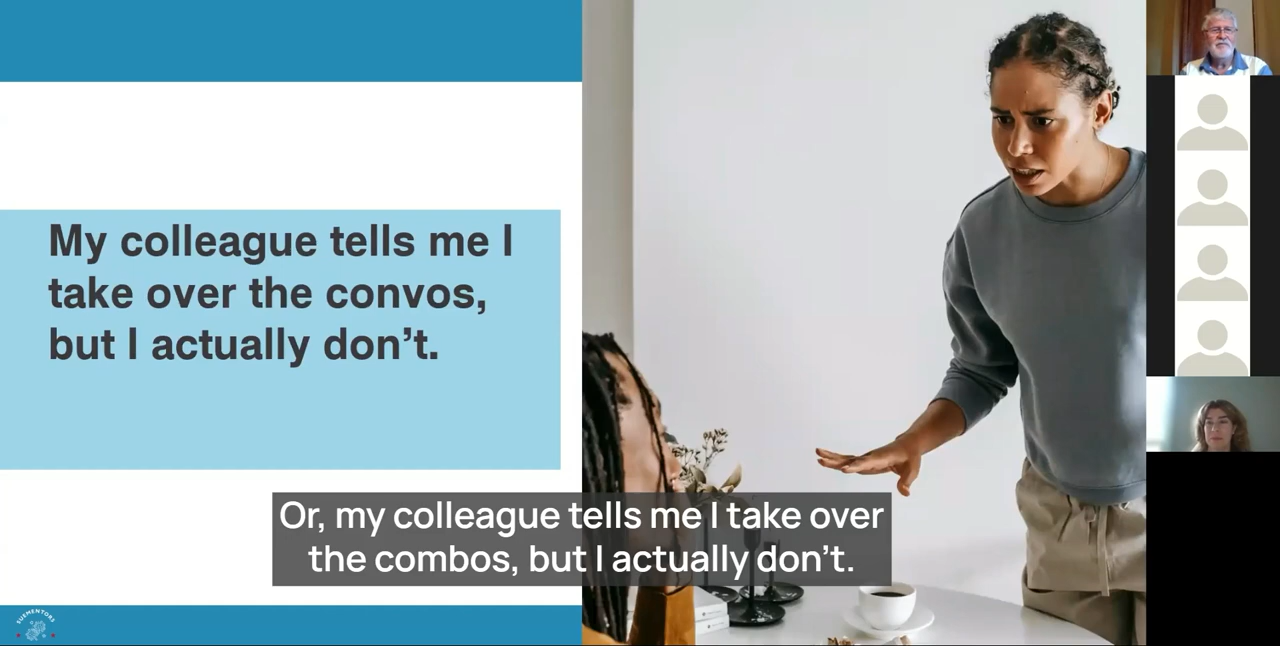 My colleague tells me I
take over the convos,
but I actually don’t.
Or, my colleague tells me I take over
the combos, but I actually don’t.
SUEMENTORS